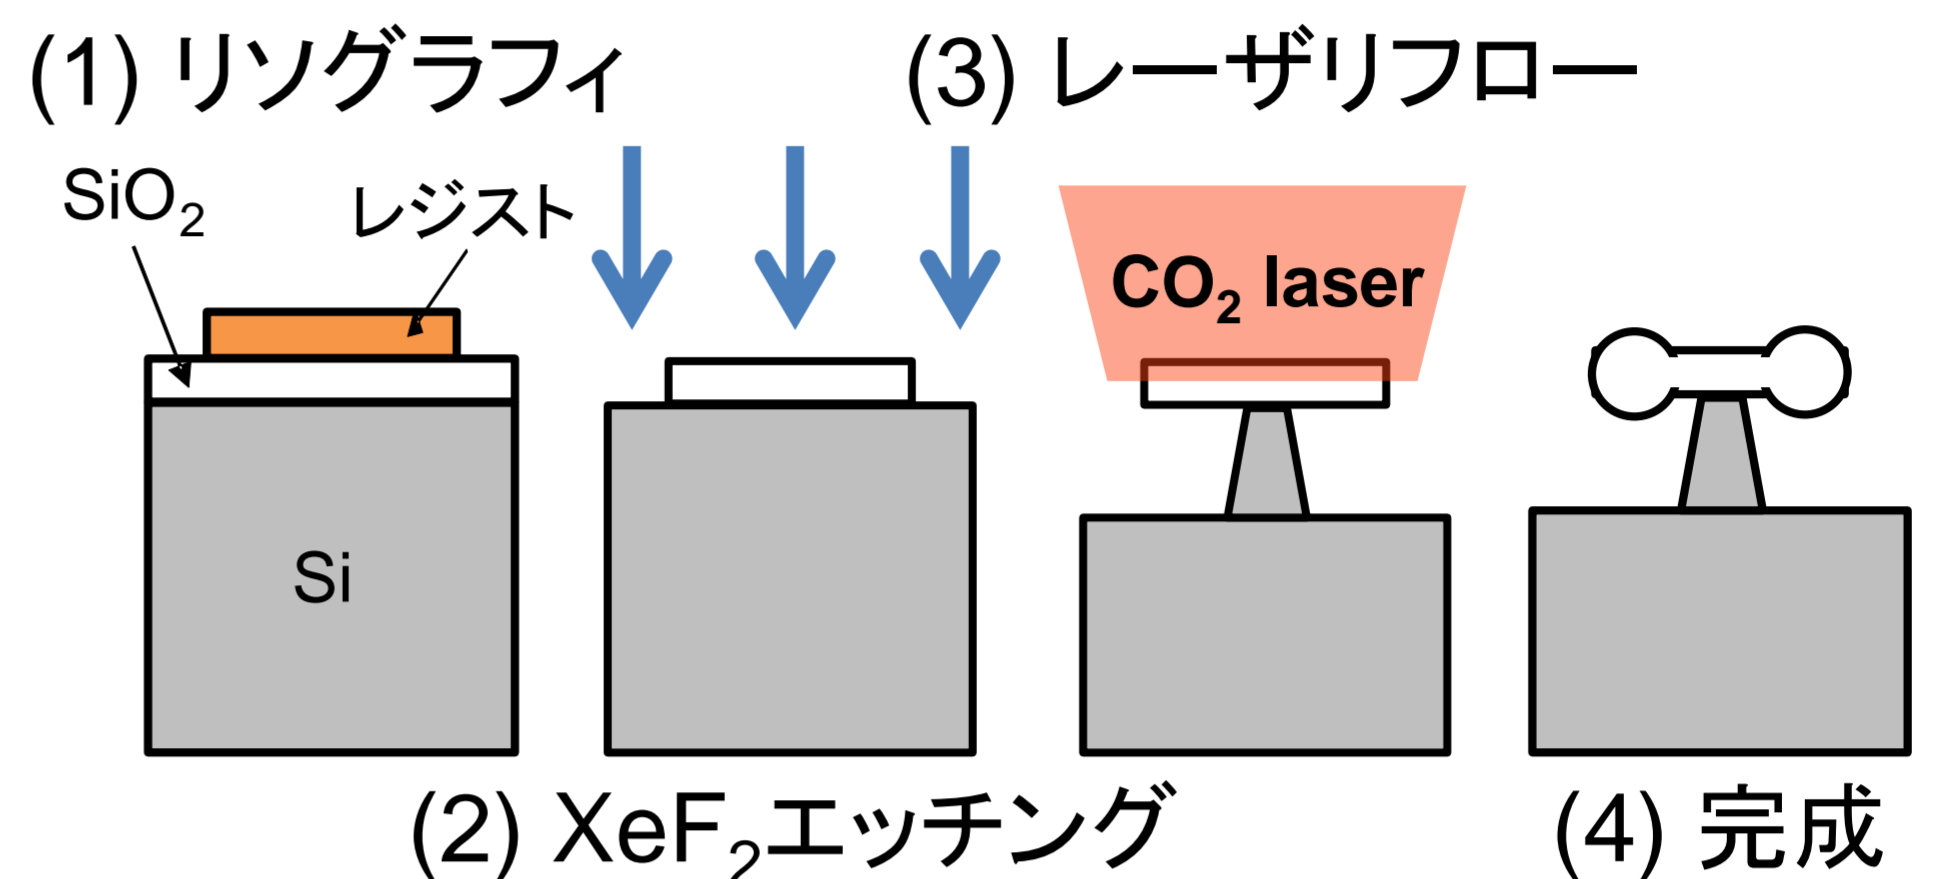 (1) リソグラフィ
(3) レーザリフロー
SiO₂
レジスト
CO₂ laser
Si
(2) XeF₂エッチング
(4) 完成